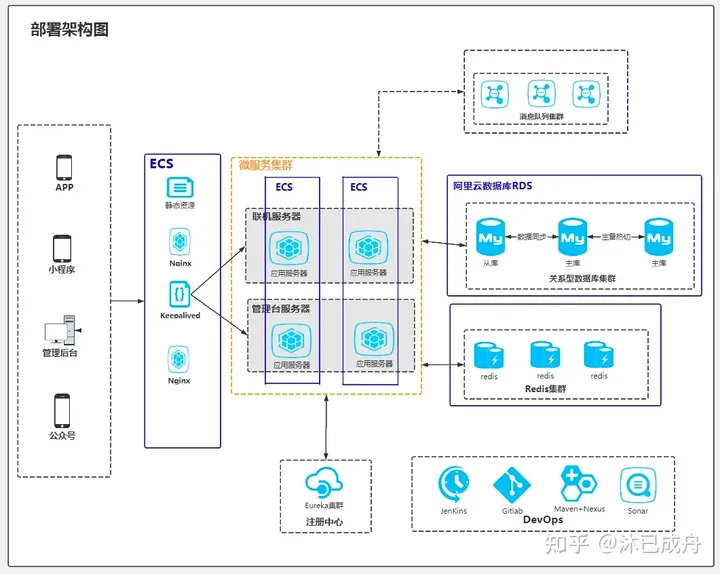 部署架构图
消息队列集群
APP
小程序
管理后台
公众号
ECS
静态资源
Nginx
Keepalived
Nginx
微服务集群
ECS
ECS
联机服务器
应用服务器
应用服务器
管理台服务器
应用服务器
应用服务器
阿里云数据库RDS
My
数据同步
My
主管热切
My
从库
主库
主库
关系型数据库集群
redis
redis
redis
Redis集群
Eureka集群
注册中心
JenKins
Gitlab
Maven+Nexus
Sonar
DevOps
知乎 @沐已成舟